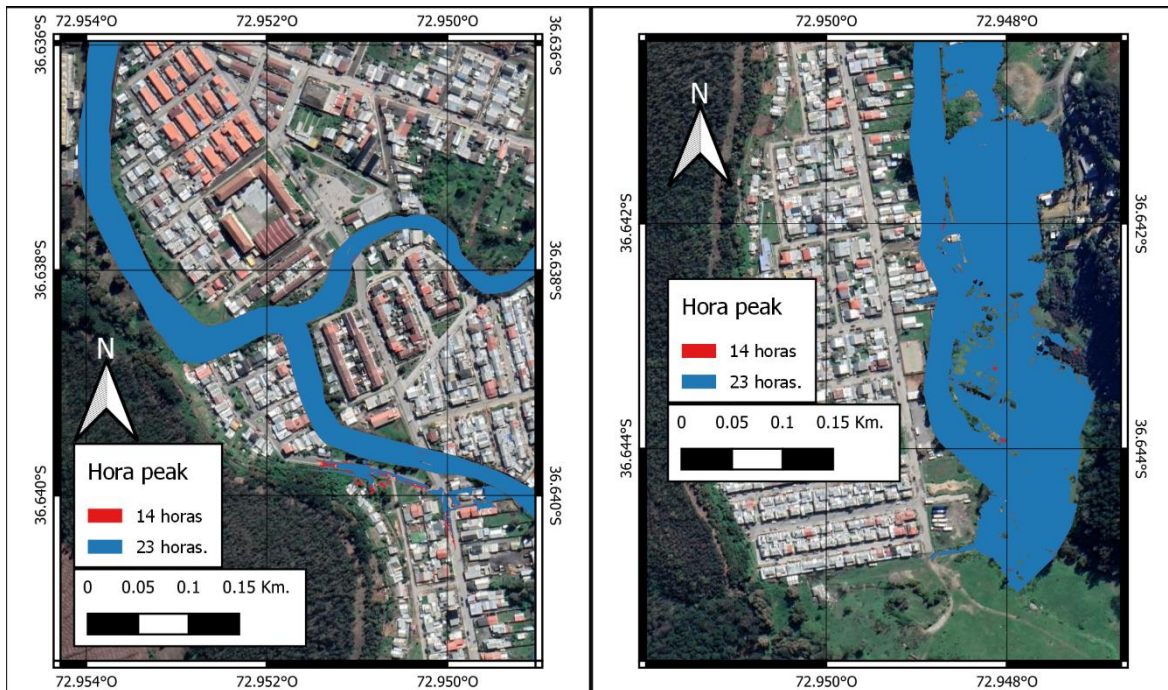 72.954°O 72.952°O 72.950°O
36.636°S 36.636°S
36.638°S 36.638°S
N
Hora peak
14 horas
23 horas.
36.640°S 36.640°S
0 0.05 0.1 0.15 Km.
72.954°O 72.952°O 72.950°O
72.950°O 72.948°O
N
36.642°S 36.642°S
Hora peak
14 horas
23 horas.
0 0.05 0.1 0.15 Km.
36.644°S 36.644°S
72.950°O 72.948°O